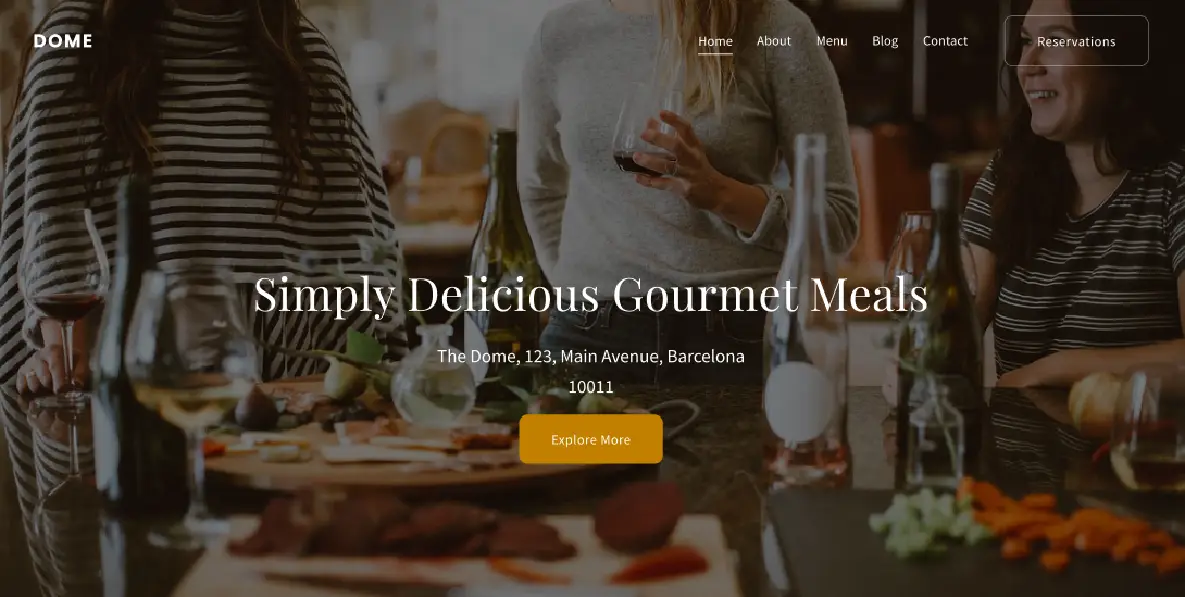 DOME
Home About Menu Blog Contact Reservations
Simply Delicious Gourmet Meals
The Dome, 123, Main Avenue, Barcelona
10011
Explore More